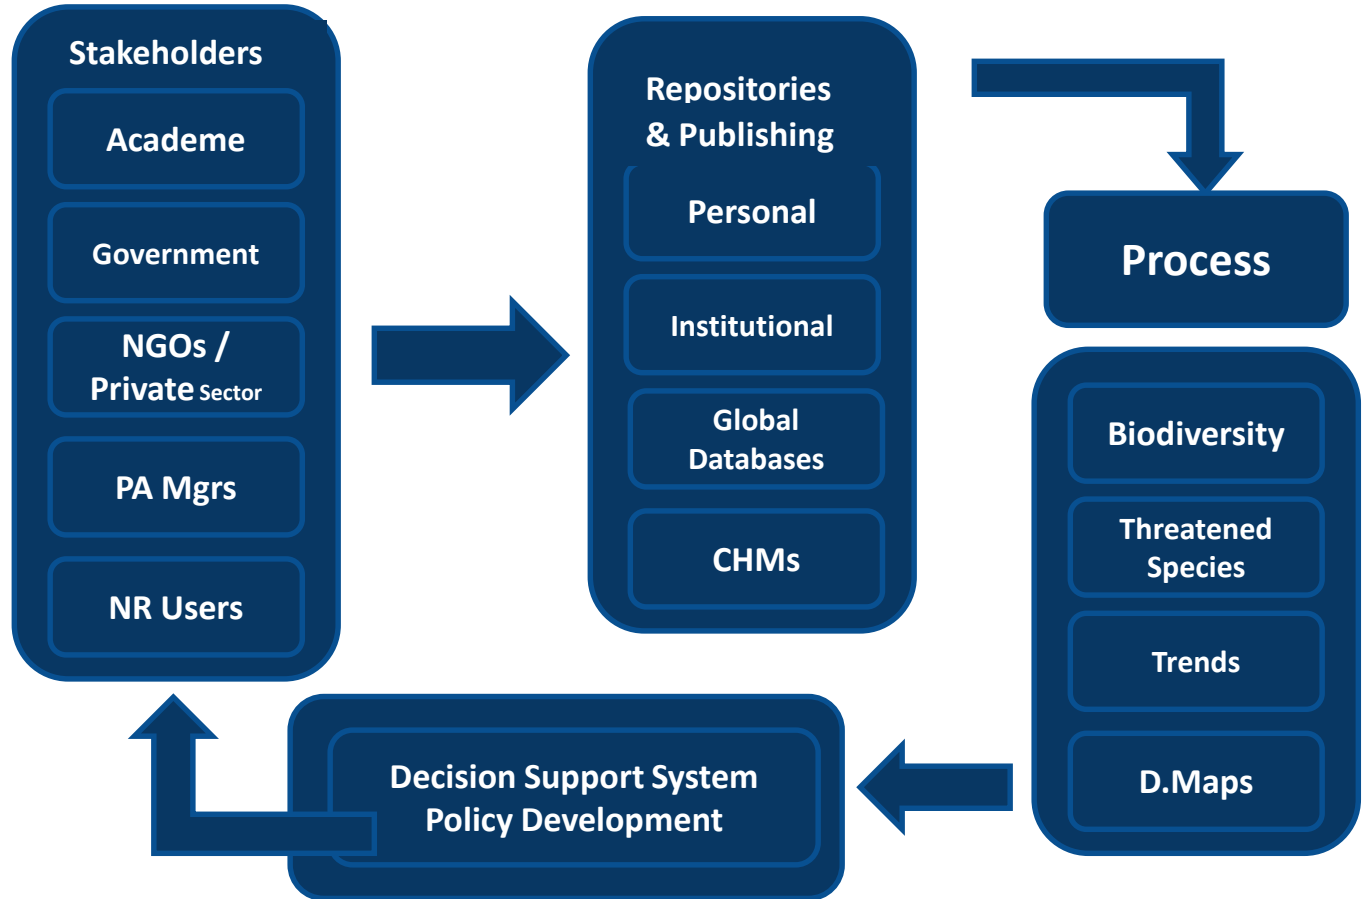 Stakeholders
Academe
Government
NGOs /
Private Sector
PA Mgrs
NR Users
Repositories
& Publishing
Personal
Institutional
Global
Databases
CHMs
Process
Biodiversity
Threatened
Species
Trends
D.Maps
Decision Support System
Policy Development